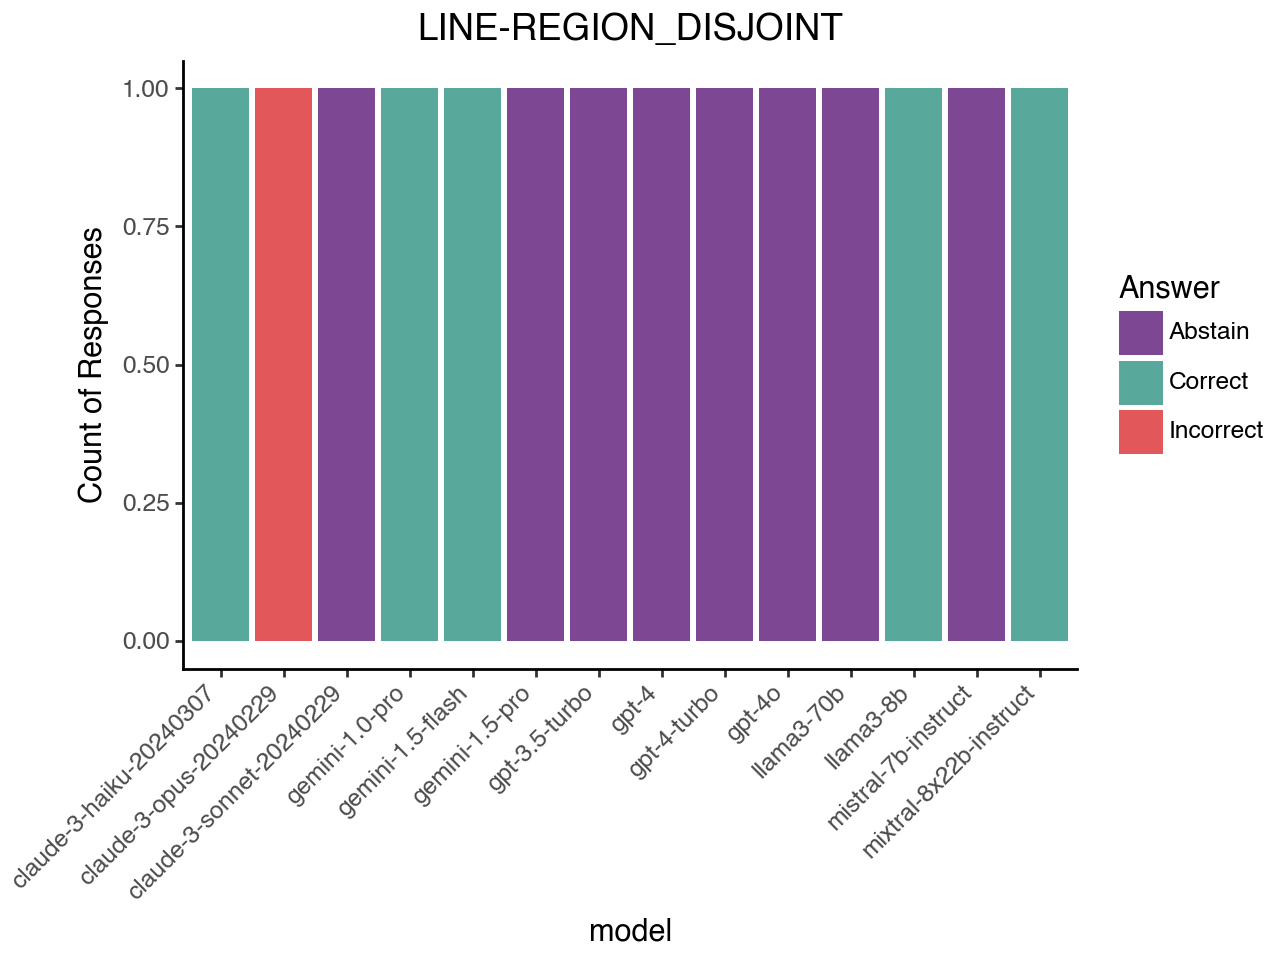 LINE-REGION_DISJOINT
Count of Responses
1.00
0.75
0.50
0.25
0.00
claude-3-haiku-20240307
claude-3-opus-20240229
claude-3-sonnet-20240229
gemini-1.0-pro
gemini-1.5-flash
gemini-1.5-pro
gpt-3.5-turbo
gpt-4
gpt-4-turbo
gpt-4o
llama3-70b
llama3-8b
mistral-7b-instruct
mixtral-8x22b-instruct
model
Answer
Abstain
Correct
Incorrect